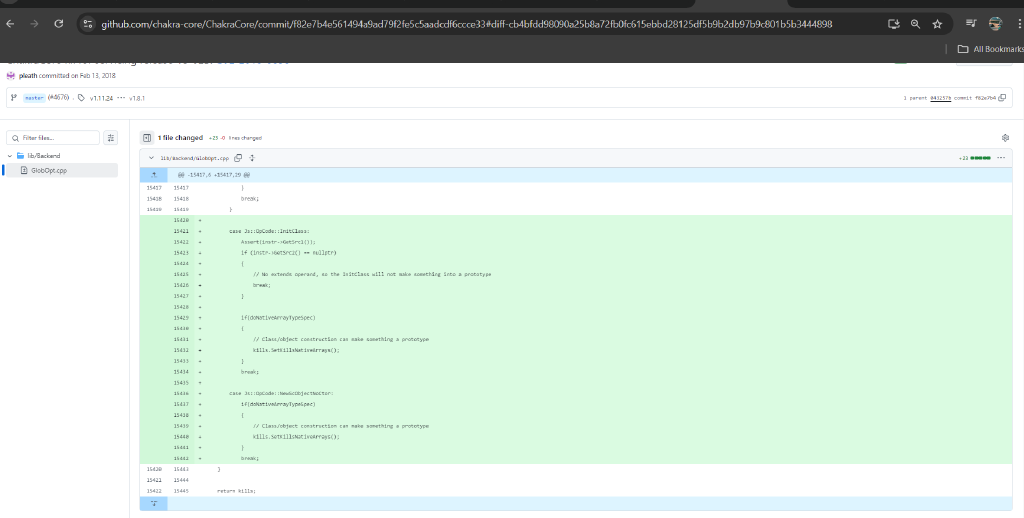 github.com/chakra-core/ChakraCore/commit/f82e7b4e561494a9ad79f2fe5c5aadcdf6ccce33#diff-cb4bfdd98090a25b8a72fb0fc615ebbd28125df5b9b2db97b9c801b5b3444898
All Bookmarks
pleath committed on Feb 13, 2018
master (#4676) · v1.11.24 ··· v1.8.1
1 parent 0432576 commit f82e7b4
Filter files...
1 file changed +23 -0 lines changed
lib/Backend
lib/Backend/GlobOpt.cpp
+23
GlobOpt.cpp
@@ -15417,6 +15417,29 @@
15417 15417 }
15418 15418 break;
15419 15419 }
15420 +
15421 + case Js::OpCode::InitClass:
15422 + Assert(instr->GetSrc1());
15423 + if (instr->GetSrc2() == nullptr)
15424 + {
15425 + // No extends operand, so the InitClass will not make something into a prototype
15426 + break;
15427 + }
15428 +
15429 + if(doNativeArrayTypeSpec)
15430 + {
15431 + // Class/object construction can make something a prototype
15432 + kills.SetKillsNativeArrays();
15433 + }
15434 + break;
15435 +
15436 + case Js::OpCode::NewScObjectNoCtor:
15437 + if(doNativeArrayTypeSpec)
15438 + {
15439 + // Class/object construction can make something a prototype
15440 + kills.SetKillsNativeArrays();
15441 + }
15442 + break;
15420 15443 }
15421 15444
15422 15445 return kills;